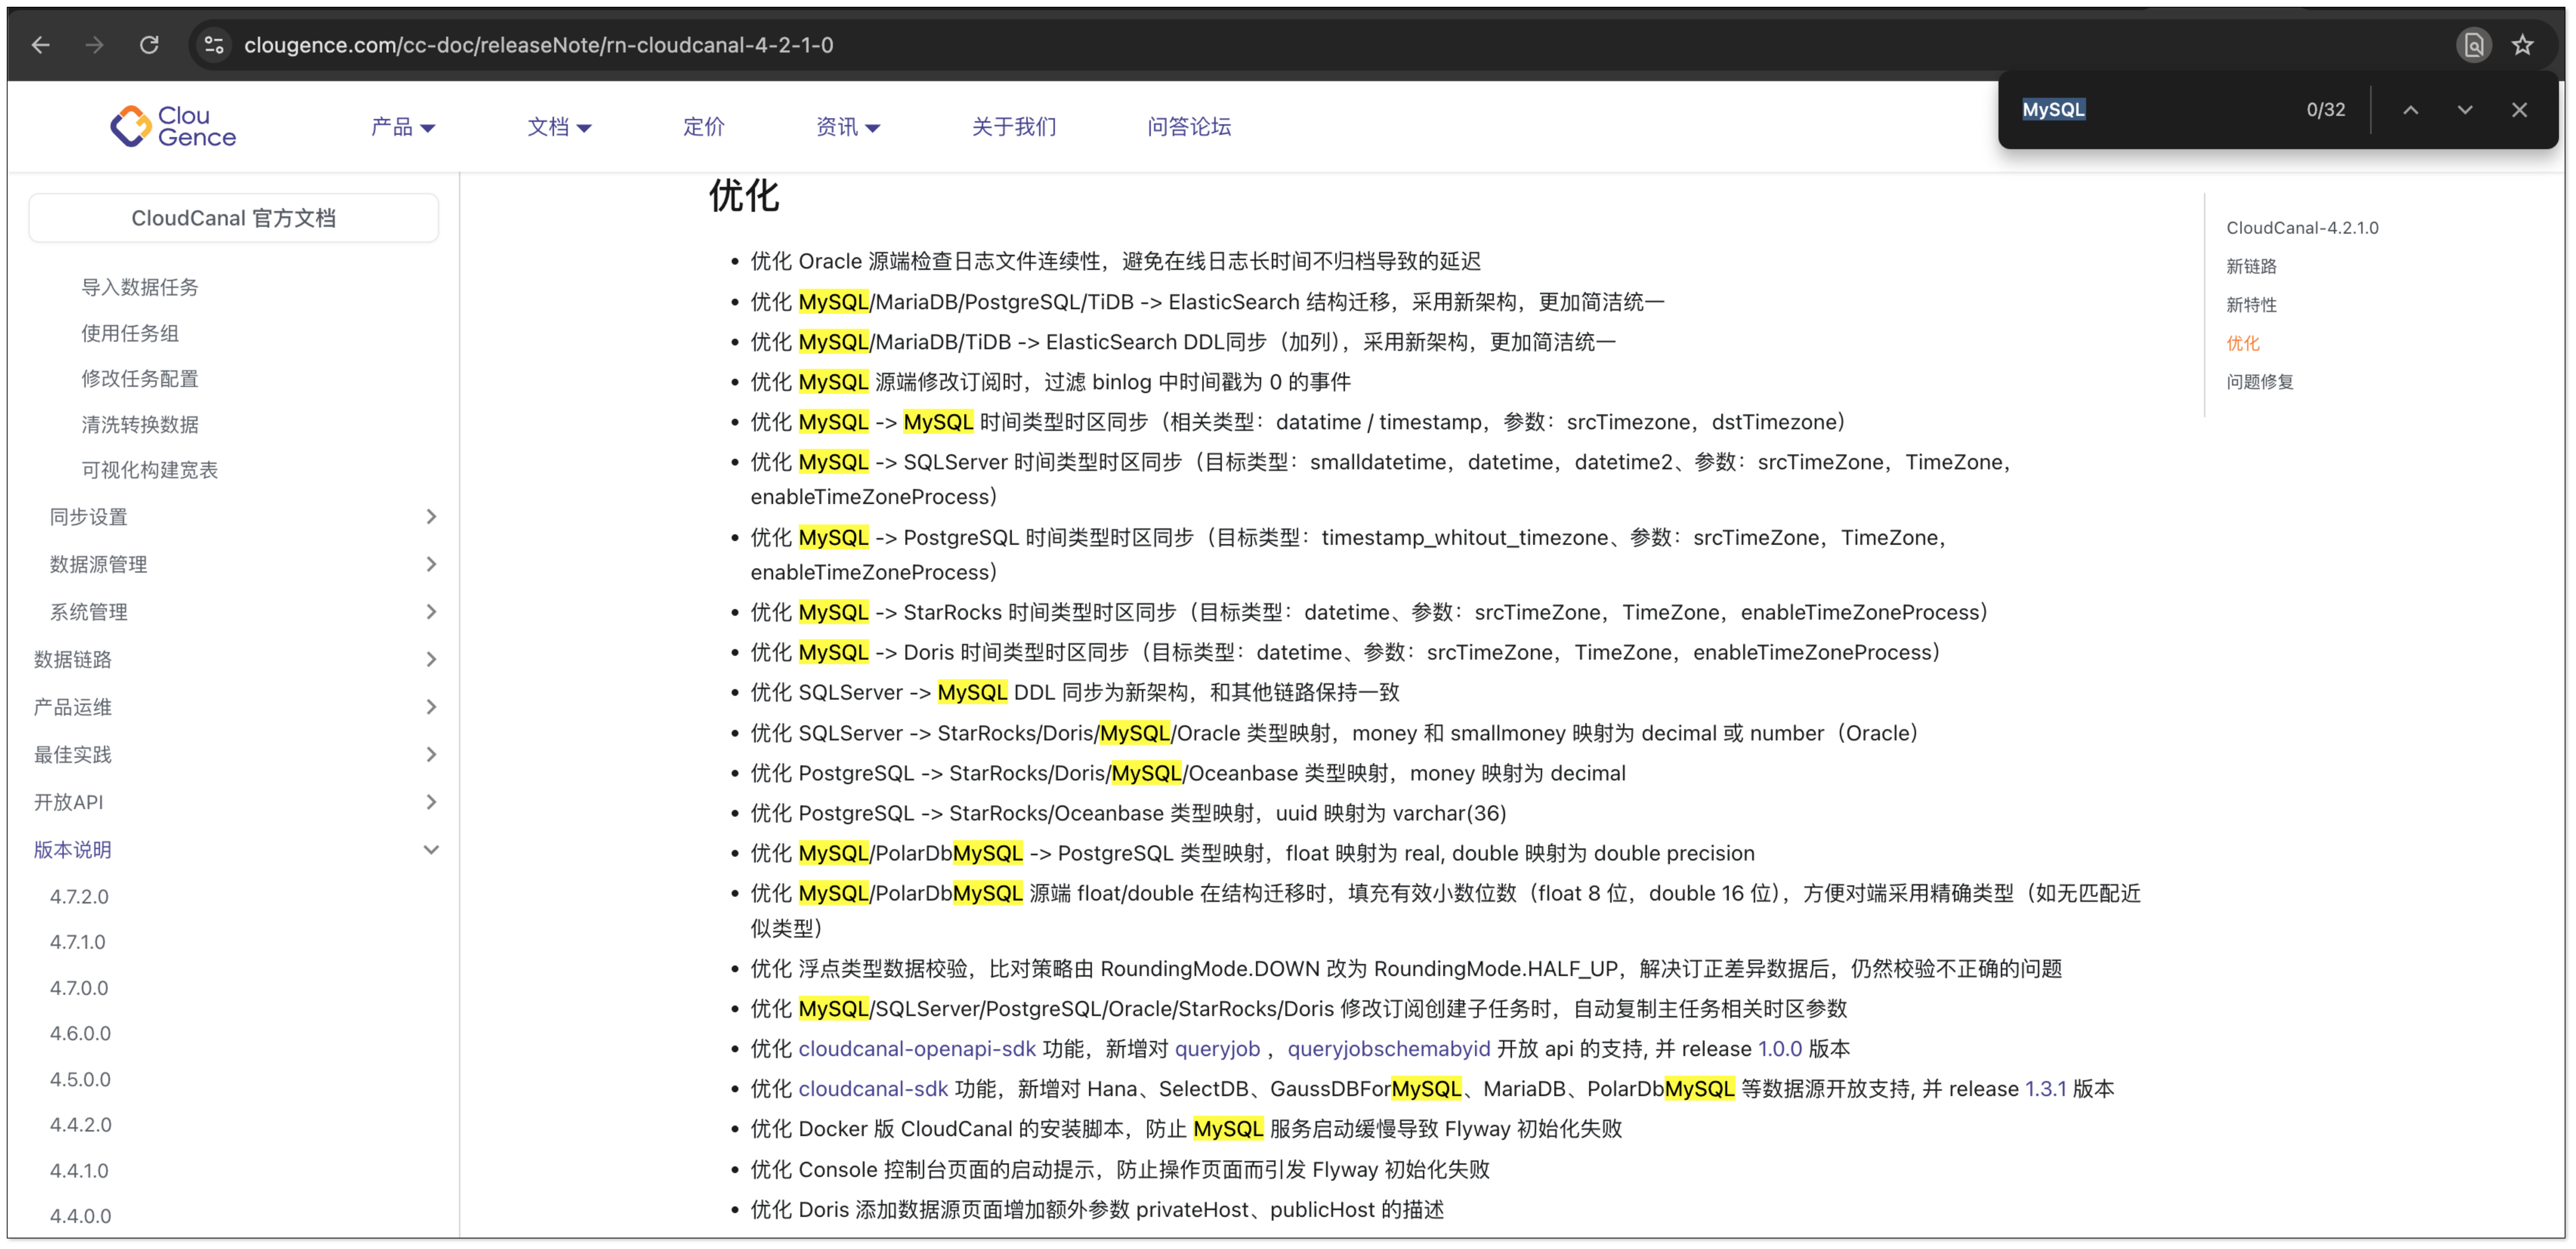 clougence.com/cc-doc/releaseNote/rn-cloudcanal-4-2-1-0
MySQL
0/32
Clou
Gence
产品
文档
定价
资讯
关于我们
问答论坛
CloudCanal 官方文档
导入数据任务
使用任务组
修改任务配置
清洗转换数据
可视化构建宽表
同步设置
数据源管理
系统管理
数据链路
产品运维
最佳实践
开放API
版本说明
4.7.2.0
4.7.1.0
4.7.0.0
4.6.0.0
4.5.0.0
4.4.2.0
4.4.1.0
4.4.0.0
优化
优化 Oracle 源端检查日志文件连续性，避免在线日志长时间不归档导致的延迟
优化 MySQL/MariaDB/PostgreSQL/TiDB -> ElasticSearch 结构迁移，采用新架构，更加简洁统一
优化 MySQL/MariaDB/TiDB -> ElasticSearch DDL同步（加列），采用新架构，更加简洁统一
优化 MySQL 源端修改订阅时，过滤 binlog 中时间戳为 0 的事件
优化 MySQL -> MySQL 时间类型时区同步（相关类型：datatime / timestamp，参数：srcTimezone，dstTimezone）
优化 MySQL -> SQLServer 时间类型时区同步（目标类型：smalldatetime，datetime，datetime2、参数：srcTimeZone，TimeZone，
enableTimeZoneProcess）
优化 MySQL -> PostgreSQL 时间类型时区同步（目标类型：timestamp_whitout_timezone、参数：srcTimeZone，TimeZone，
enableTimeZoneProcess）
优化 MySQL -> StarRocks 时间类型时区同步（目标类型：datetime、参数：srcTimeZone，TimeZone，enableTimeZoneProcess）
优化 MySQL -> Doris 时间类型时区同步（目标类型：datetime、参数：srcTimeZone，TimeZone，enableTimeZoneProcess）
优化 SQLServer -> MySQL DDL 同步为新架构，和其他链路保持一致
优化 SQLServer -> StarRocks/Doris/MySQL/Oracle 类型映射，money 和 smallmoney 映射为 decimal 或 number（Oracle）
优化 PostgreSQL -> StarRocks/Doris/MySQL/Oceanbase 类型映射，money 映射为 decimal
优化 PostgreSQL -> StarRocks/Oceanbase 类型映射，uuid 映射为 varchar(36)
优化 MySQL/PolarDbMySQL -> PostgreSQL 类型映射，float 映射为 real, double 映射为 double precision
优化 MySQL/PolarDbMySQL 源端 float/double 在结构迁移时，填充有效小数位数（float 8 位，double 16 位），方便对端采用精确类型（如无匹配近
似类型）
优化 浮点类型数据校验，比对策略由 RoundingMode.DOWN 改为 RoundingMode.HALF_UP，解决订正差异数据后，仍然校验不正确的问题
优化 MySQL/SQLServer/PostgreSQL/Oracle/StarRocks/Doris 修改订阅创建子任务时，自动复制主任务相关时区参数
优化 cloudcanal-openapi-sdk 功能，新增对 queryjob ，queryjobschemabyid 开放 api 的支持, 并 release 1.0.0 版本
优化 cloudcanal-sdk 功能，新增对 Hana、SelectDB、GaussDBForMySQL、MariaDB、PolarDbMySQL 等数据源开放支持, 并 release 1.3.1 版本
优化 Docker 版 CloudCanal 的安装脚本，防止 MySQL 服务启动缓慢导致 Flyway 初始化失败
优化 Console 控制台页面的启动提示，防止操作页面而引发 Flyway 初始化失败
优化 Doris 添加数据源页面增加额外参数 privateHost、publicHost 的描述
CloudCanal-4.2.1.0
新链路
新特性
优化
问题修复